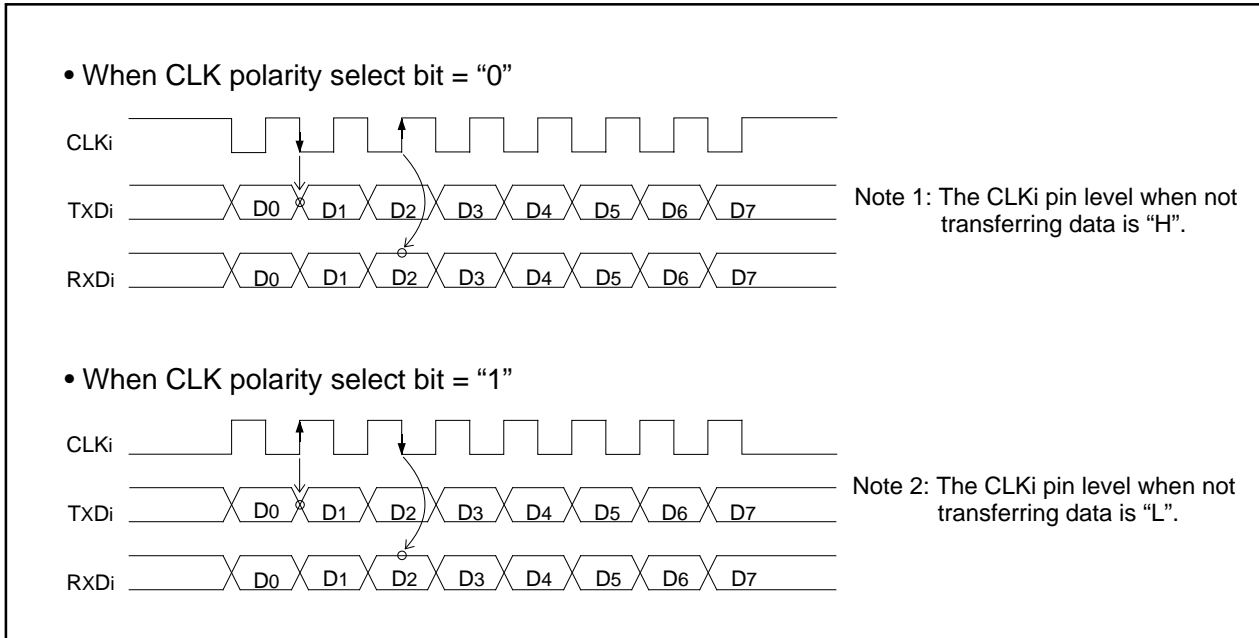 • When CLK polarity select bit = “0”
CLKi
TXDi D0 D1 D2 D3 D4 D5 D6 D7
RXDi D0 D1 D2 D3 D4 D5 D6 D7
Note 1: The CLKi pin level when not
transferring data is “H”.
• When CLK polarity select bit = “1”
CLKi
TXDi D0 D1 D2 D3 D4 D5 D6 D7
RXDi D0 D1 D2 D3 D4 D5 D6 D7
Note 2: The CLKi pin level when not
transferring data is “L”.